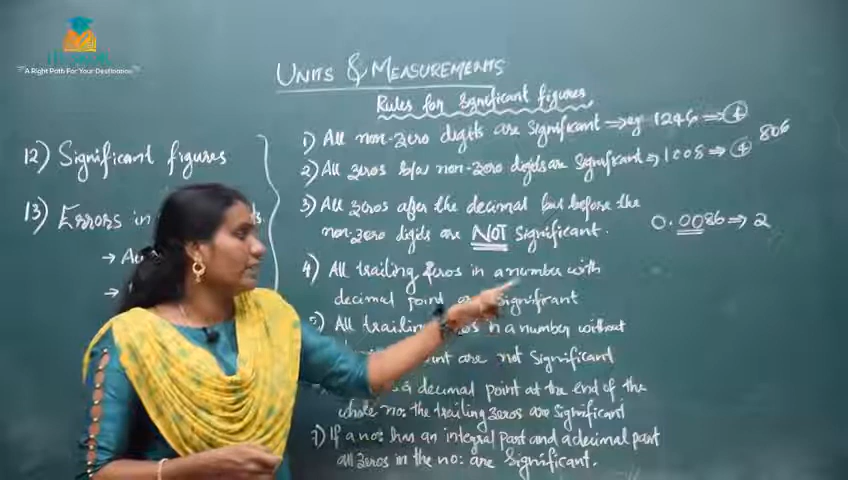 A Right Path For Your Destination
UNITS & MEASUREMENTS
Rules for Significant figures
12) Significant figures
13) Errors in
1) All non-zero digits are significant → eg 1246 ⇒ 4
2) All zeros b/w non-zero digits are significant ⇒ 1008 → 4 806
3) All zeros after the decimal but before the
non-zero digits are NOT significant. 0.0086 ⇒ 2
4) All trailing zeros in a number with
decimal point are significant
5) All trailing in a number without
are not significant
a decimal point at the end of the
whole no: the trailing zeros are significant
7) If a no: has an integral part and a decimal part
all zeros in the no: are significant.